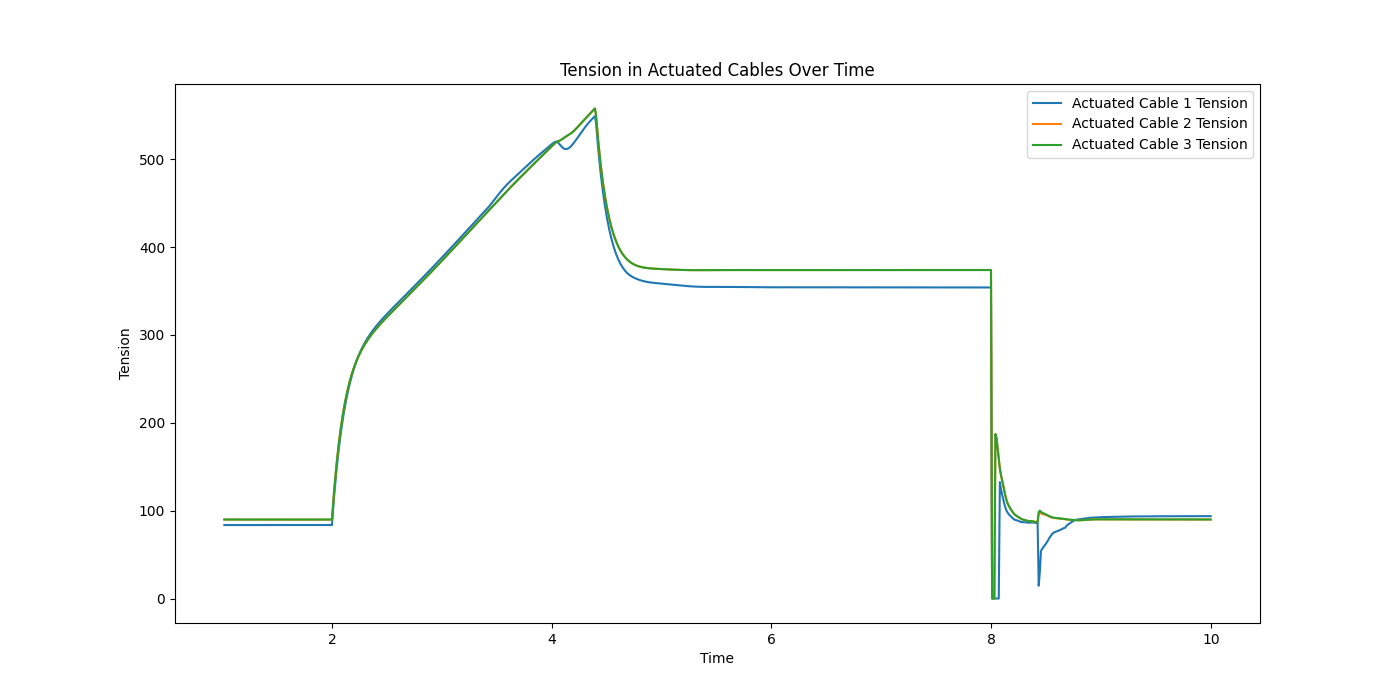 Tension in Actuated Cables Over Time
Actuated Cable 1 Tension
Actuated Cable 2 Tension
Actuated Cable 3 Tension
500
400
300
200
100
0
Tension
2
4
6
8
10
Time